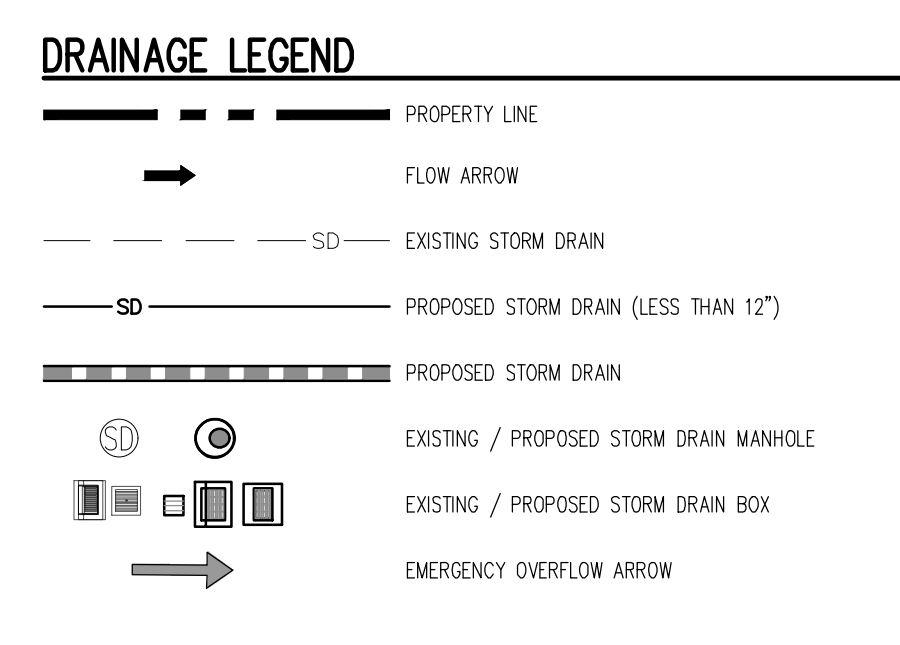 DRAINAGE LEGEND
PROPERTY LINE
FLOW ARROW
SD EXISTING STORM DRAIN
SD PROPOSED STORM DRAIN (LESS THAN 12")
PROPOSED STORM DRAIN
SD EXISTING / PROPOSED STORM DRAIN MANHOLE
EXISTING / PROPOSED STORM DRAIN BOX
EMERGENCY OVERFLOW ARROW